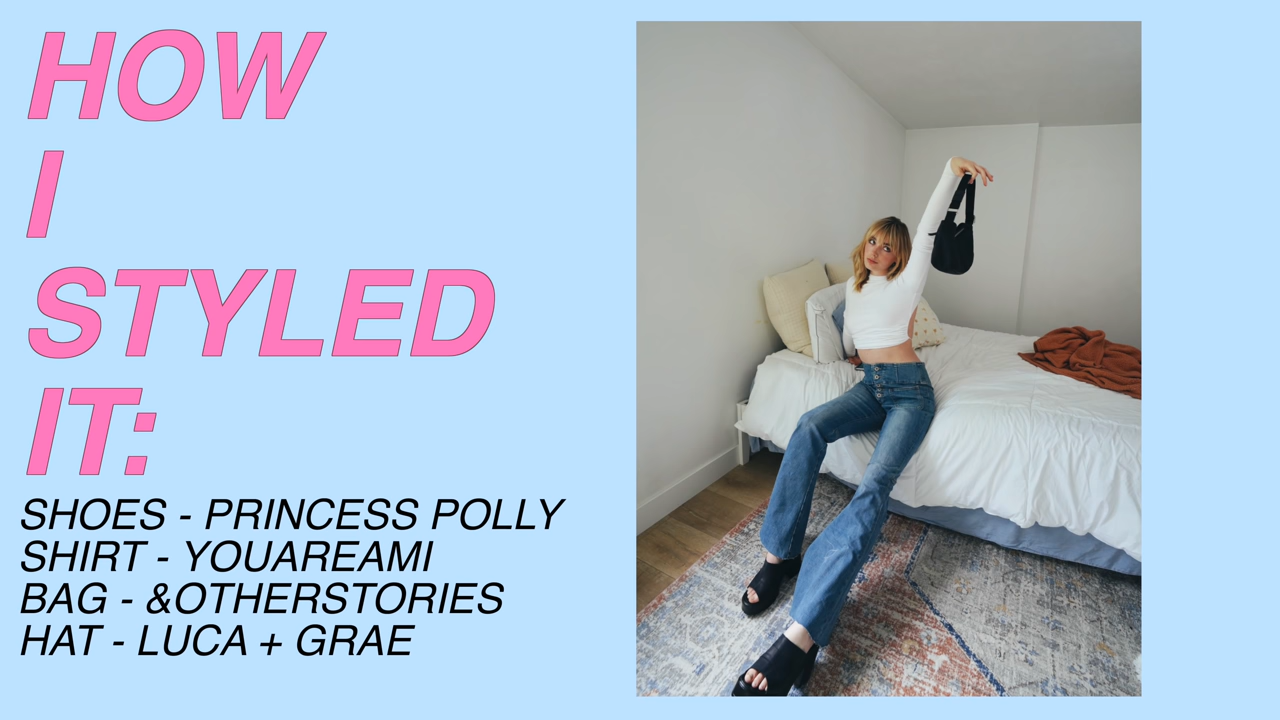 HOW
I
STYLED
IT:
SHOES - PRINCESS POLLY
SHIRT - YOUAREAMI
BAG - &OTHERSTORIES
HAT - LUCA + GRAE